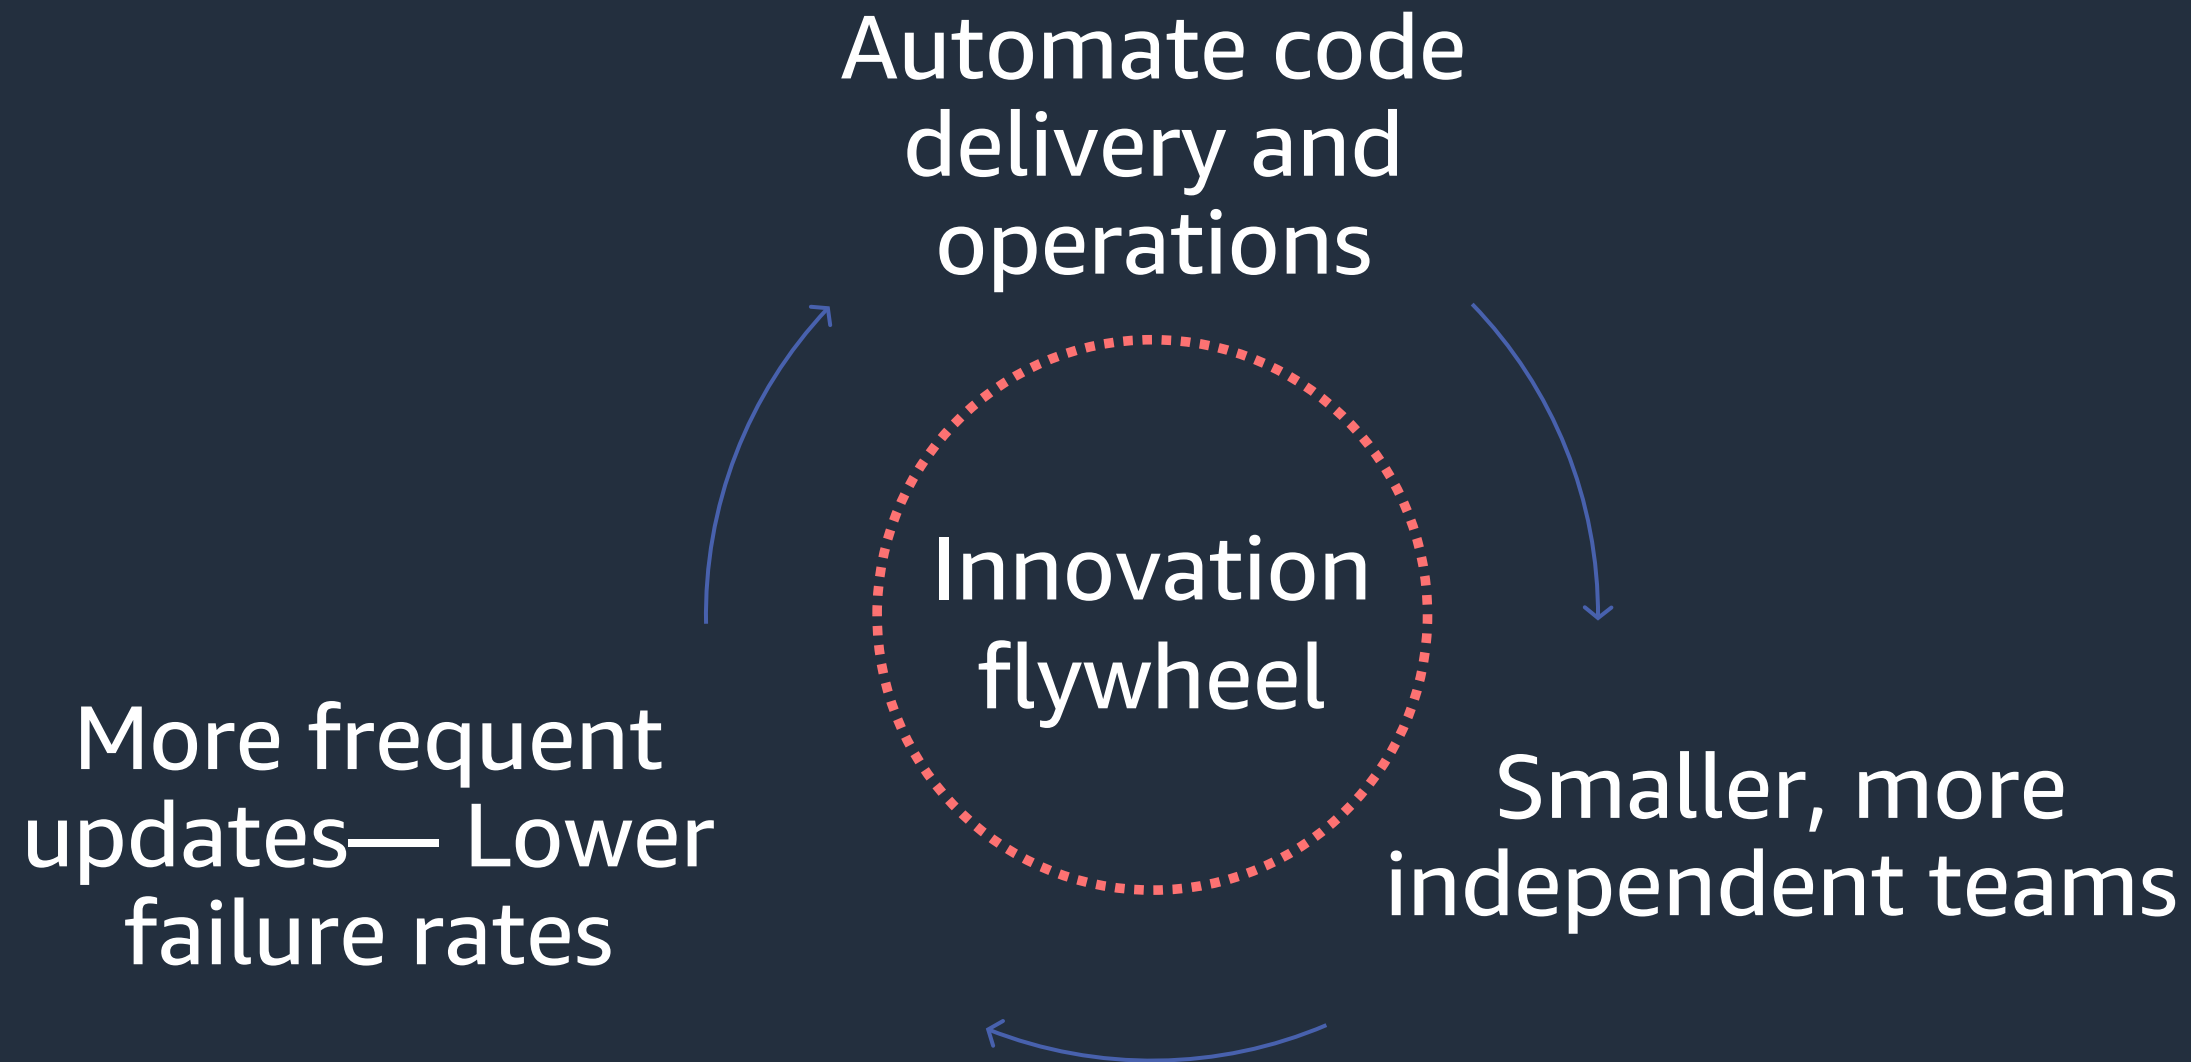 Automate code
delivery and
operations
Innovation
flywheel
More frequent
updates— Lower
failure rates
Smaller, more
independent teams